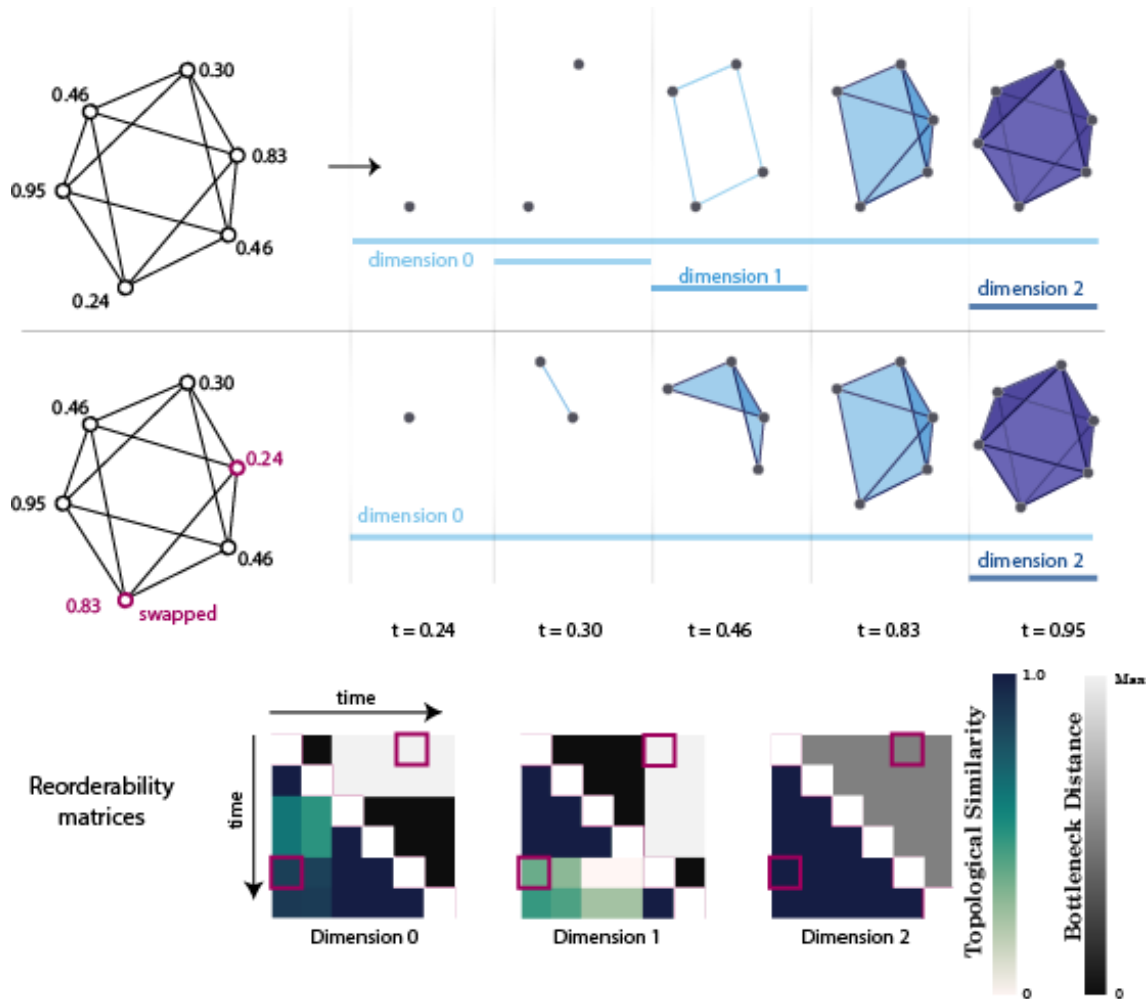 0.30
0.46
0.83
0.95
0.46
0.24
dimension 0
dimension 1
dimension 2
0.30
0.46
0.24
0.95
0.46
0.83
swapped
dimension 0
dimension 2
t = 0.24 t = 0.30 t = 0.46 t = 0.83 t = 0.95
time
time
Reorderability
matrices
Dimension 0
Dimension 1
Dimension 2
Topological Similarity
1.0
0
Bottleneck Distance
Max
0